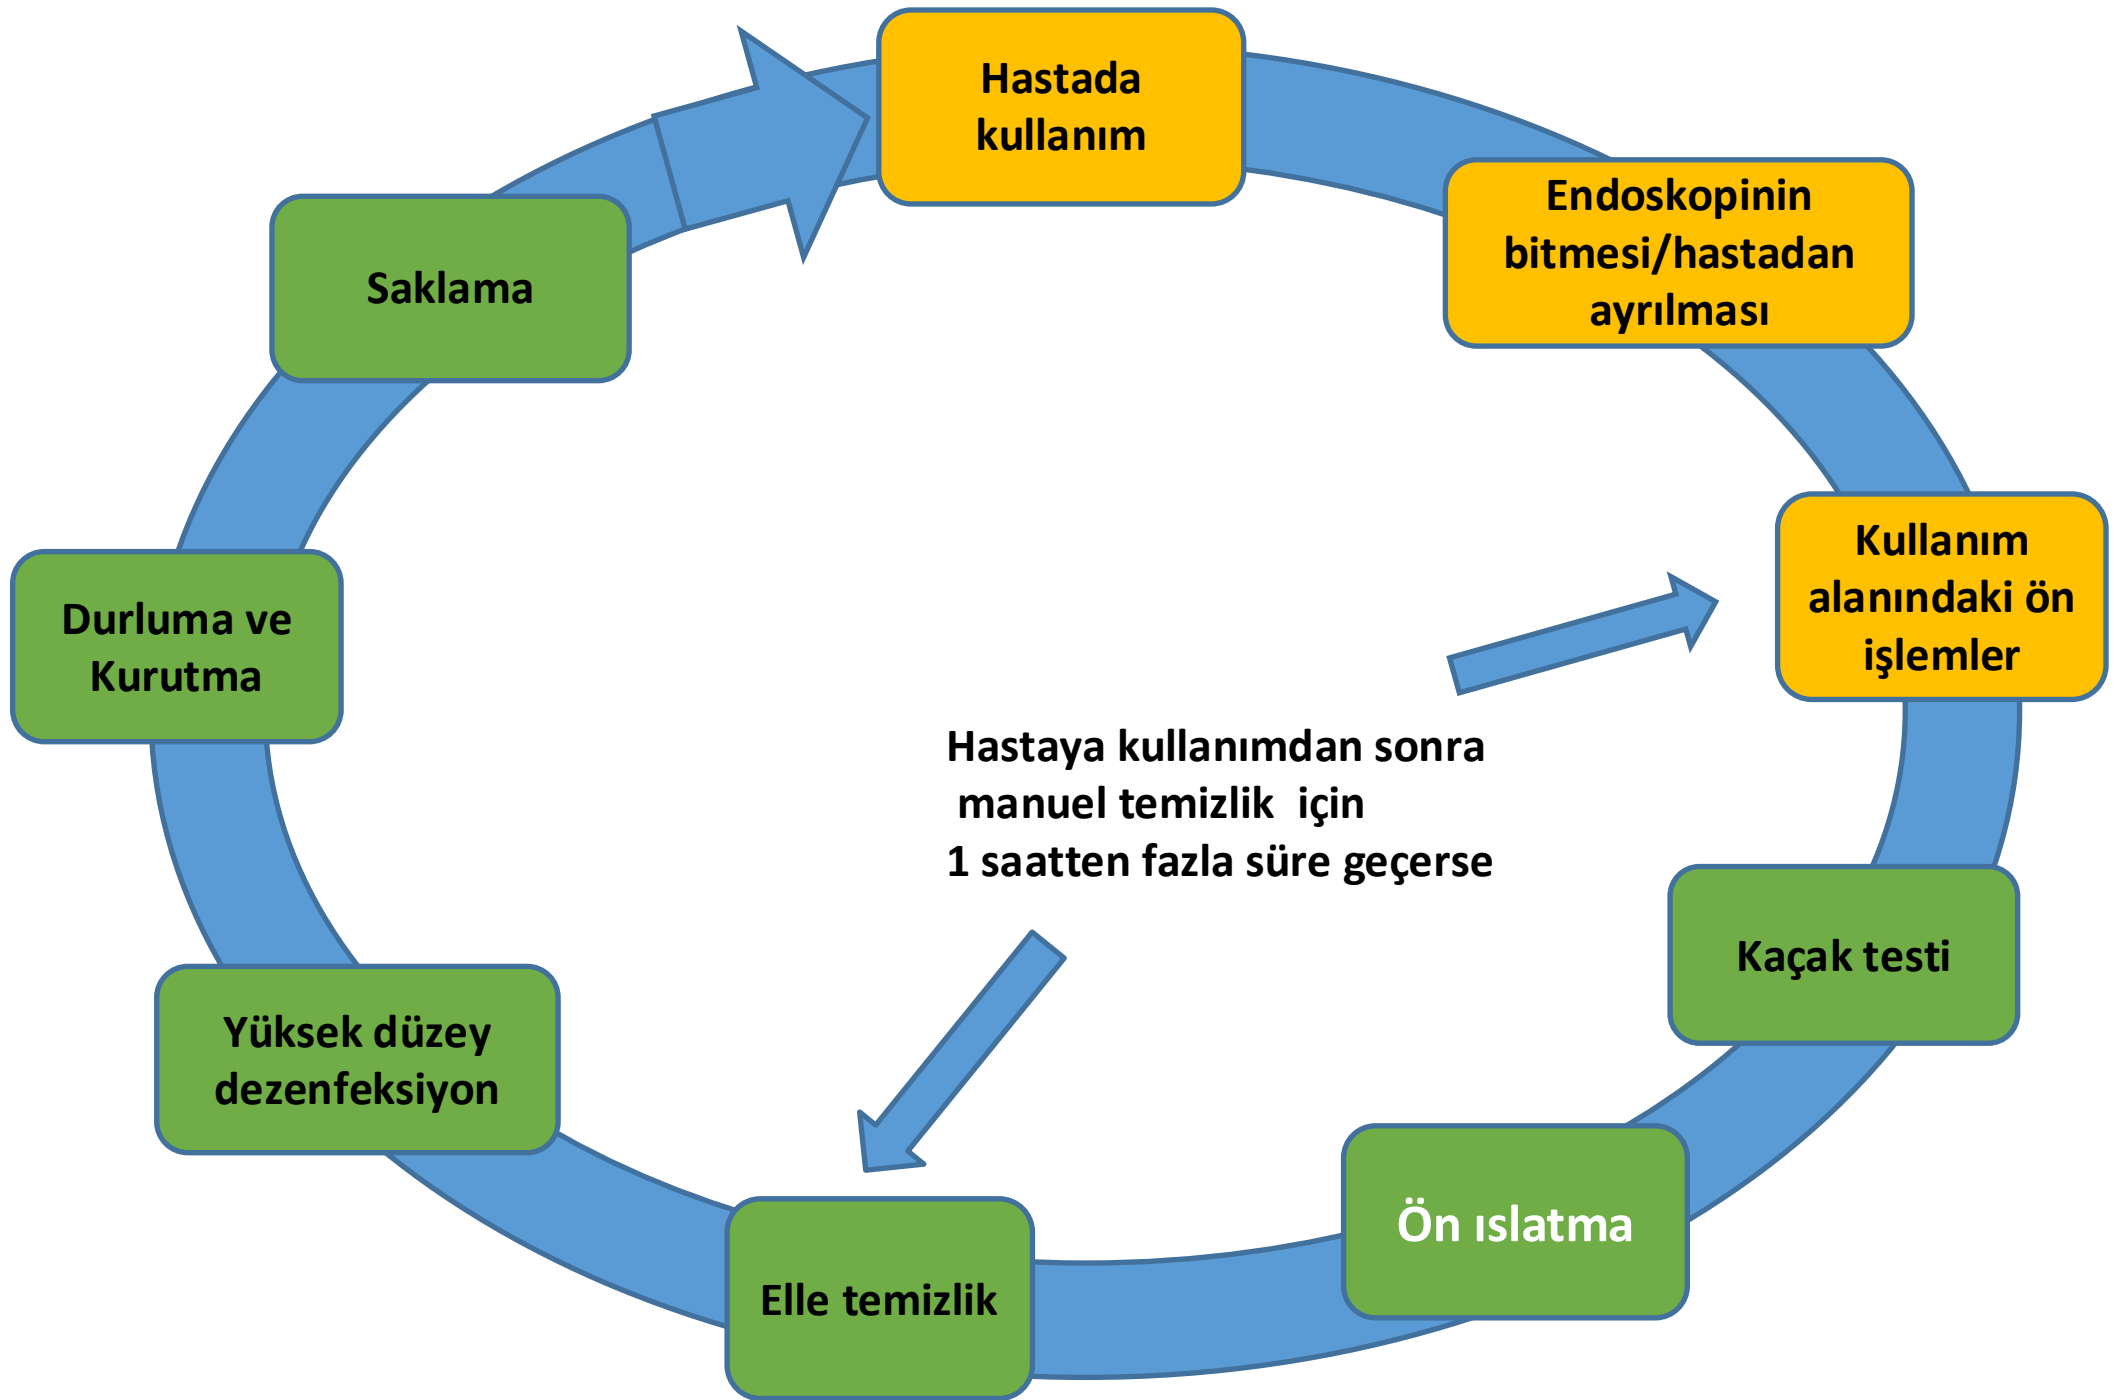 Hastada
kullanım
Endoskopinin
bitmesi/hastadan
ayrılması
Kullanım
alanındaki ön
işlemler
Kaçak testi
Ön ıslatma
Elle temizlik
Yüksek düzey
dezenfeksiyon
Durluma ve
Kurutma
Saklama
Hastaya kullanımdan sonra
manuel temizlik  için
1 saatten fazla süre geçerse